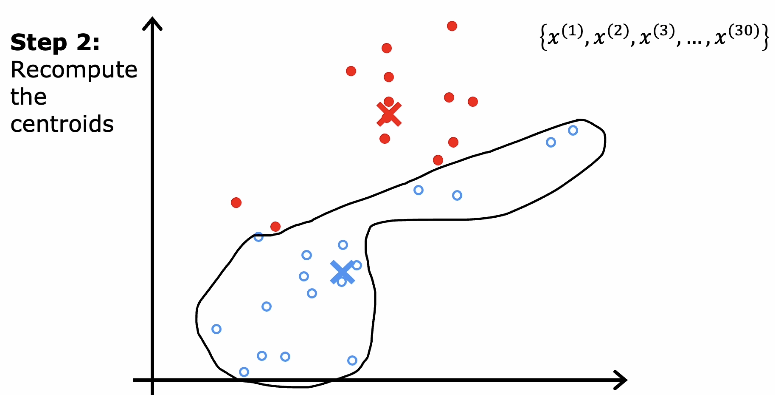 Step 2:
Recompute
the
centroids
{x⁽¹⁾, x⁽²⁾, x⁽³⁾, ..., x⁽³⁰⁾}